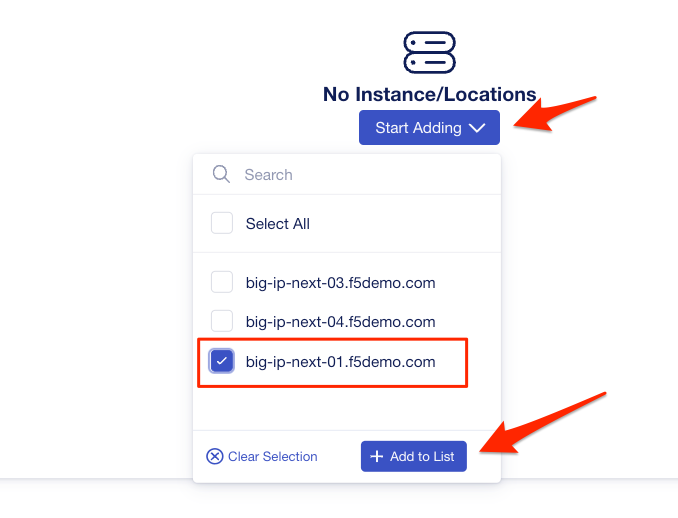 No Instance/Locations
Start Adding
Search
Select All
big-ip-next-03.f5demo.com
big-ip-next-04.f5demo.com
big-ip-next-01.f5demo.com
Clear Selection
Add to List